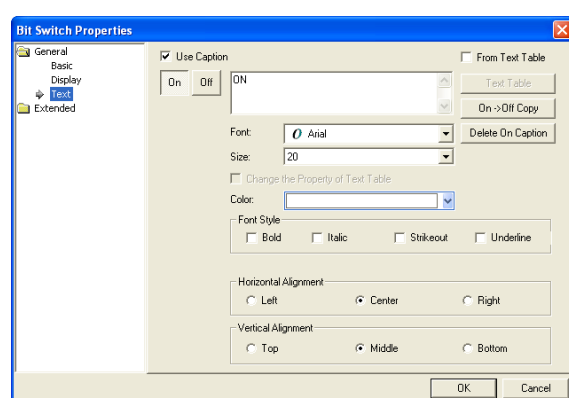 Bit Switch Properties
General
Basic
Display
Text
Extended
Use Caption
From Text Table
On
Off
ON
Text Table
On ->Off Copy
Delete On Caption
Font:
Arial
Size:
20
Change the Property of Text Table
Color:
Font Style
Bold
Italic
Strikeout
Underline
Horizontal Alignment
Left
Center
Right
Vertical Alignment
Top
Middle
Bottom
OK
Cancel